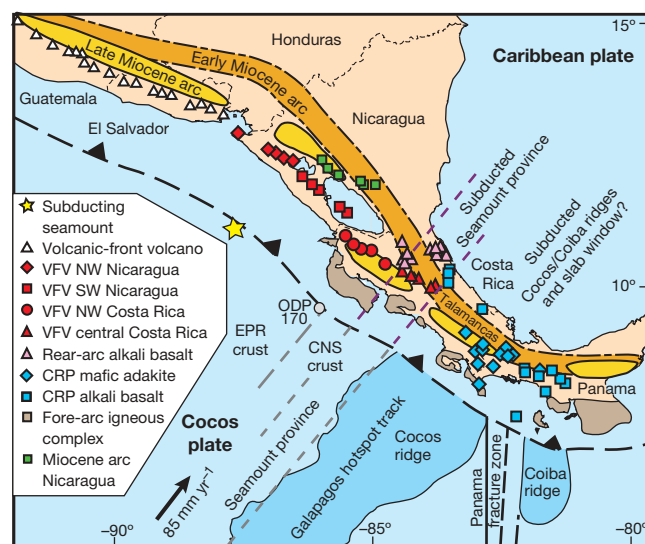 15°
Honduras
Caribbean plate
Early Miocene arc
Late Miocene arc
Guatemala
Nicaragua
El Salvador
Subducted
Seamount province
Subducted
Cocos/Coiba ridges
and slab window?
Costa
Rica
10°
Talamancas
Panama
ODP
170
EPR
crust
CNS
crust
Seamount province
Cocos
plate
85 mm yr⁻¹
Galapagos hotspot track
Cocos
ridge
Panama
fracture zone
Coiba
ridge
−90°
−85°
−80°
Subducting
seamount
Volcanic-front volcano
VFV NW Nicaragua
VFV SW Nicaragua
VFV NW Costa Rica
VFV central Costa Rica
Rear-arc alkali basalt
CRP mafic adakite
CRP alkali basalt
Fore-arc igneous
complex
Miocene arc
Nicaragua